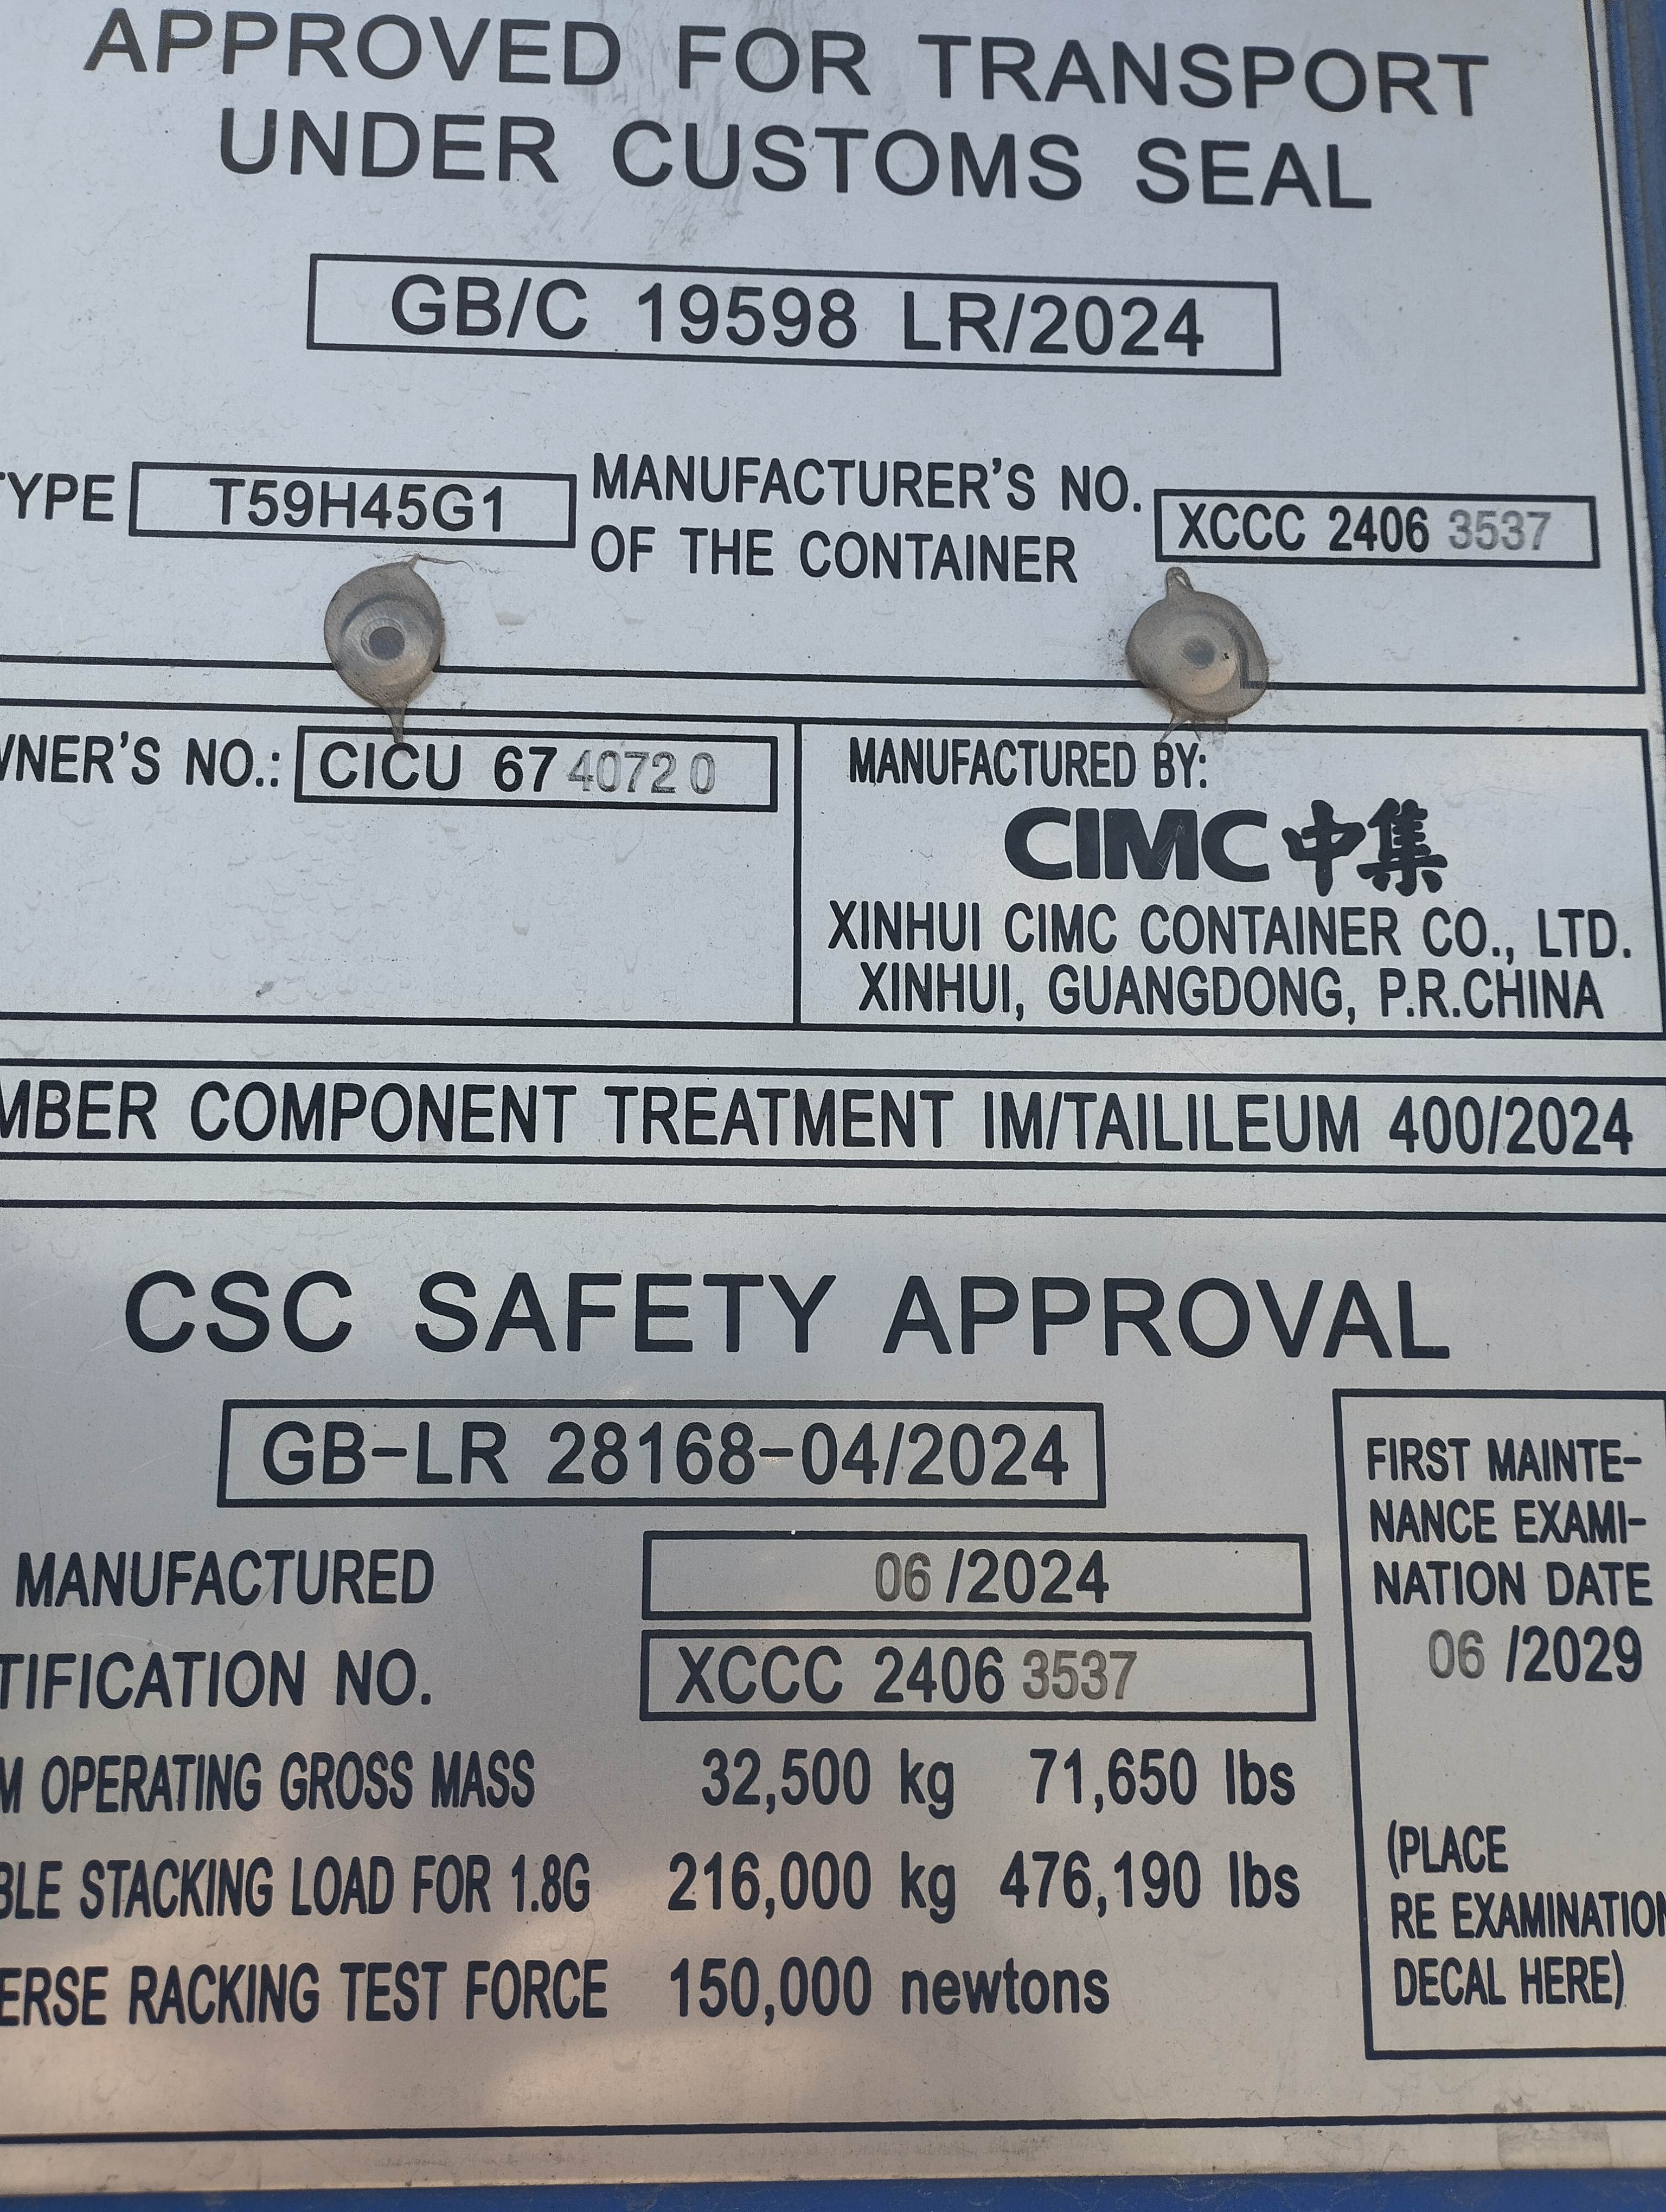 APPROVED FOR TRANSPORT
UNDER CUSTOMS SEAL
GB/C 19598 LR/2024
TYPE T59H45G1 MANUFACTURER'S NO. OF THE CONTAINER XCCC 2406 3537
WNER'S NO.: CICU 67 4072 0
MANUFACTURED BY:
CIMC 中集
XINHUI CIMC CONTAINER CO., LTD.
XINHUI, GUANGDONG, P.R.CHINA
MBER COMPONENT TREATMENT IM/TAILILEUM 400/2024
CSC SAFETY APPROVAL
GB-LR 28168-04/2024
MANUFACTURED 06 /2024
TIFICATION NO. XCCC 2406 3537
M OPERATING GROSS MASS 32,500 kg 71,650 lbs
BLE STACKING LOAD FOR 1.8G 216,000 kg 476,190 lbs
ERSE RACKING TEST FORCE 150,000 newtons
FIRST MAINTE-
NANCE EXAMI-
NATION DATE
06 /2029
(PLACE
RE EXAMINATION
DECAL HERE)